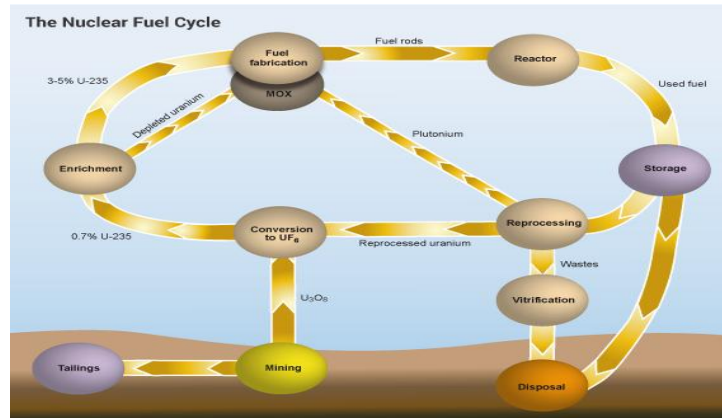 The Nuclear Fuel Cycle
Fuel
fabrication
MOX
Fuel rods
Reactor
3-5% U-235
Used fuel
Depleted uranium
Plutonium
Enrichment
Storage
0.7% U-235
Conversion
to UF₆
Reprocessed uranium
Reprocessing
Wastes
U₃O₈
Vitrification
Tailings
Mining
Disposal